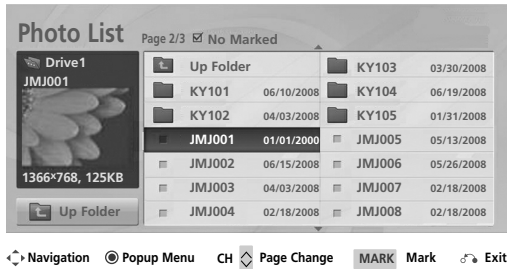 Photo List
Page 2/3 No Marked
Drive1
JMJ001
1366×768, 125KB
Up Folder
Up Folder
KY101 06/10/2008
KY102 04/03/2008
JMJ001 01/01/2000
JMJ002 06/15/2008
JMJ003 04/03/2008
JMJ004 02/18/2008
KY103 03/30/2008
KY104 06/19/2008
KY105 01/31/2008
JMJ005 05/13/2008
JMJ006 05/26/2008
JMJ007 02/18/2008
JMJ008 02/18/2008
Navigation Popup Menu CH Page Change MARK Mark Exit